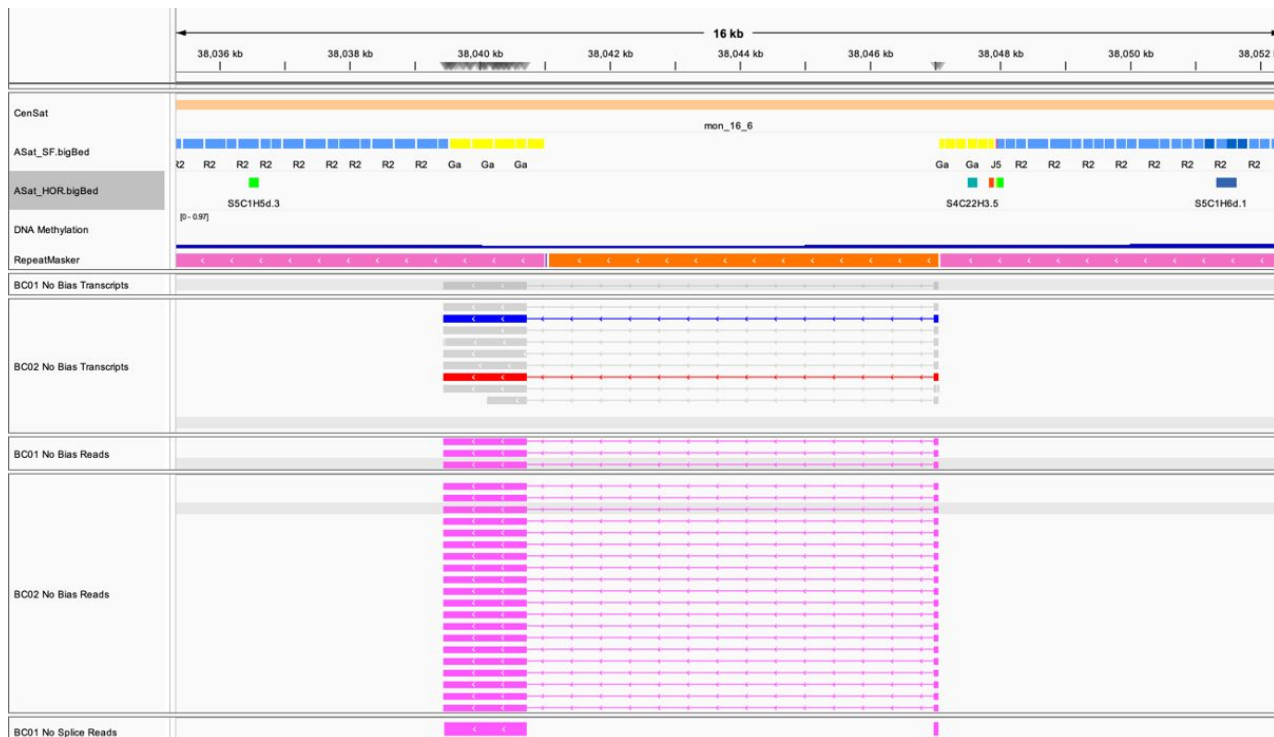 16 kb
38,036 kb 38,038 kb 38,040 kb 38,042 kb 38,044 kb 38,046 kb 38,048 kb 38,050 kb 38,052
CenSat
mon_16_6
ASat_SF.bigBed
R2 R2 R2 R2 R2 R2 R2 R2 Ga Ga Ga Ga Ga J5 R2 R2 R2 R2 R2 R2 R2 R2
ASat_HOR.bigBed
S5C1H5d.3 S4C22H3.5 S5C1H6d.1
[0 - 0.97]
DNA Methylation
RepeatMasker
BC01 No Bias Transcripts
BC02 No Bias Transcripts
BC01 No Bias Reads
BC02 No Bias Reads
BC01 No Splice Reads